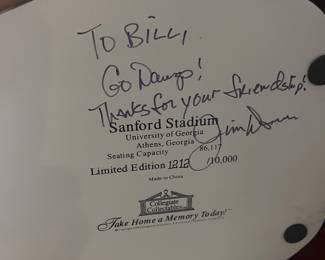 To Bill,
Go Dawgs!
Thanks for your friendship!
Sanford Stadium
University of Georgia
Athens, Georgia
Seating Capacity 86,117
Limited Edition 1212/10,000
Made in China
Collegiate
Collectables
Take Home a Memory Today!